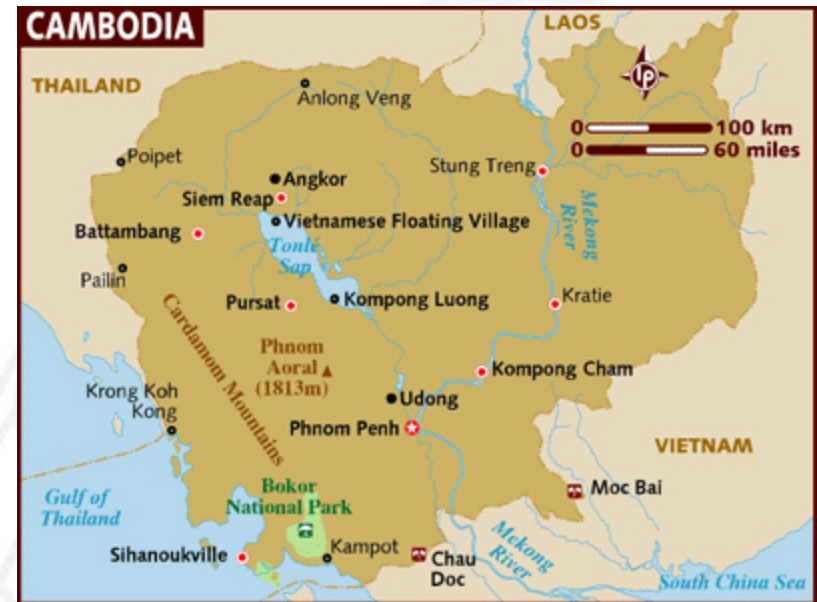 CAMBODIA
LAOS
THAILAND
lp
Anlong Veng
0 100 km
0 60 miles
Poipet
Stung Treng
Angkor
Siem Reap
Vietnamese Floating Village
Battambang
Tonlé
Sap
Mekong
River
Pailin
Pursat
Kompong Luong
Kratie
Cardamom Mountains
Phnom
Aoral
(1813m)
Kompong Cham
Krong Koh
Kong
Udong
Phnom Penh
VIETNAM
Bokor
National Park
Moc Bai
Gulf of
Thailand
Sihanoukville
Kampot
Chau
Doc
Mekong
River
South China Sea